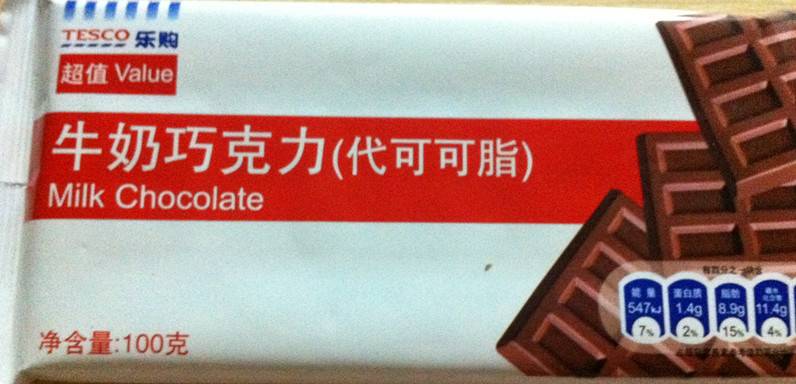 TESCO 乐购
超值 Value
牛奶巧克力(代可可脂)
Milk Chocolate
净含量:100克
能量 蛋白质 脂肪
547kJ 1.4g 8.9g 11.4g
7% 2% 15% 4%